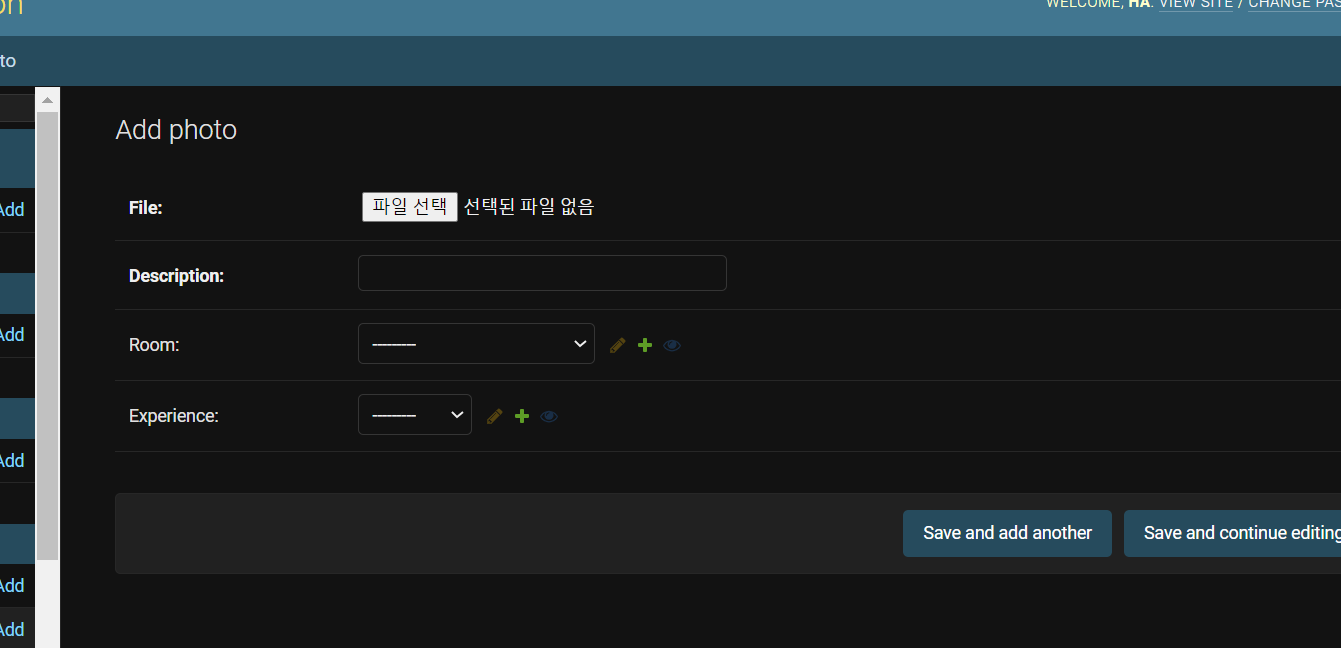 WELCOME, HA. VIEW SITE / CHANGE PAS
to
Add photo
File: 파일 선택 선택된 파일 없음
Add
Description:
Add
Room: ---------
Experience: ---------
Add
Save and add another Save and continue editing
Add
Add